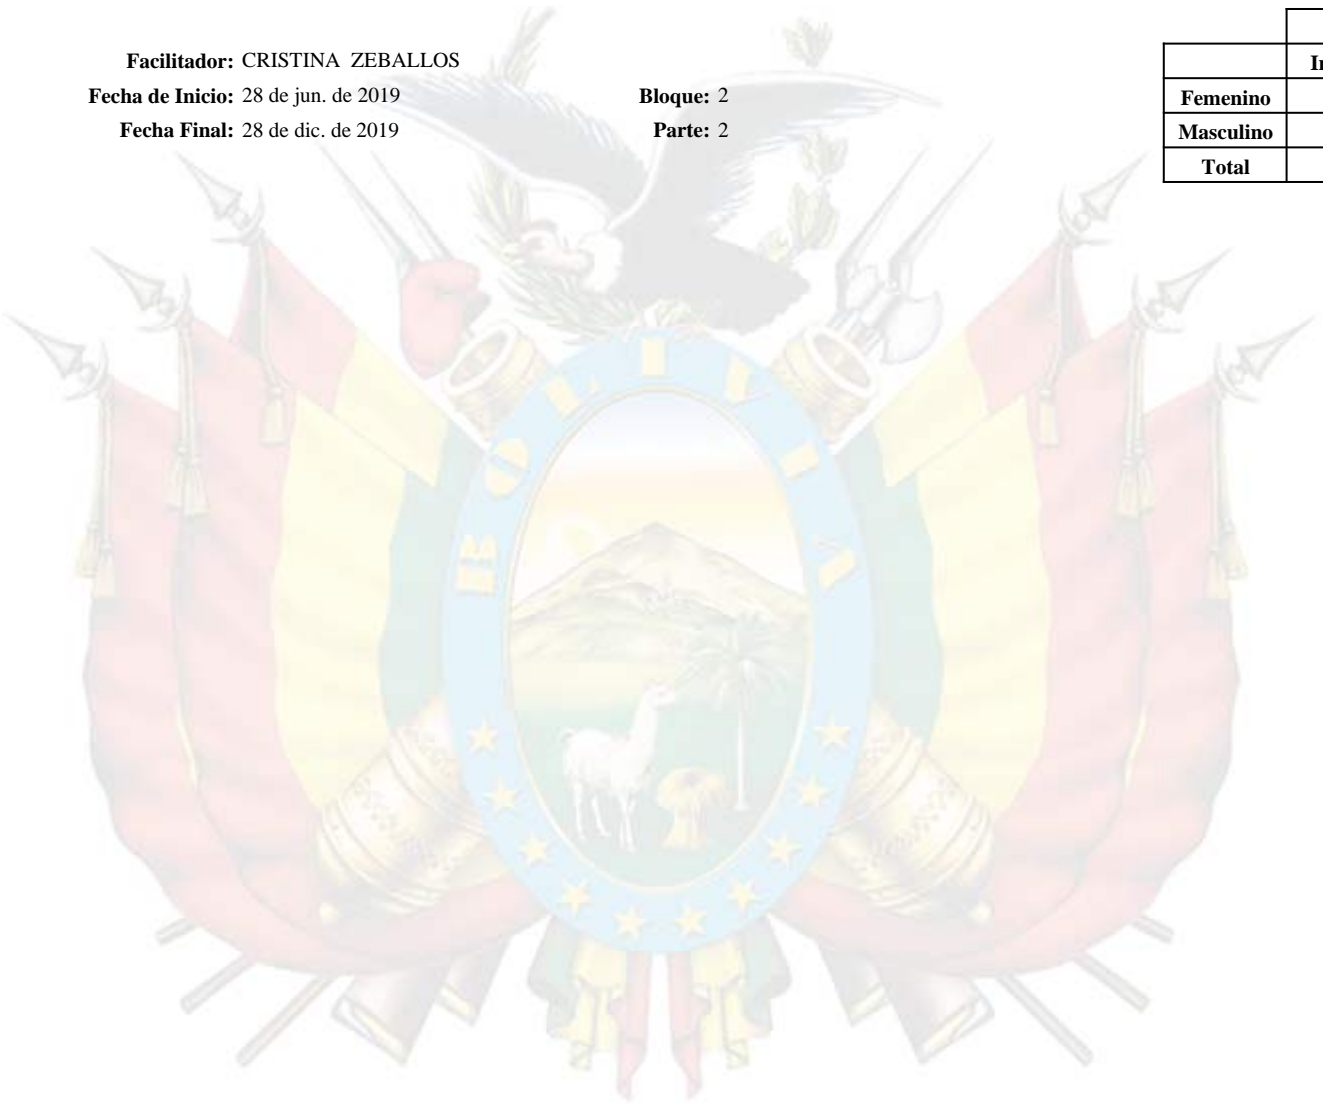 Facilitador: CRISTINA ZEBALLOS
Fecha de Inicio: 28 de jun. de 2019 Bloque: 2
Fecha Final: 28 de dic. de 2019 Parte: 2
Femenino
Masculino
Total
BOLIVIA